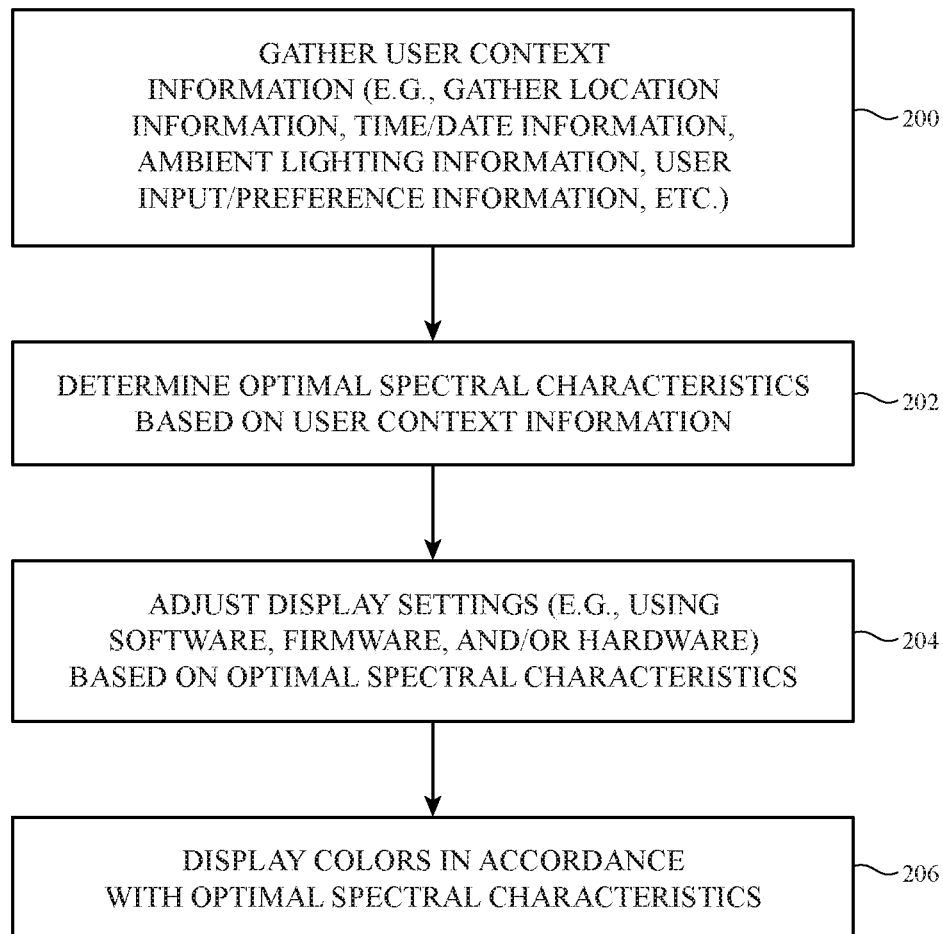 GATHER USER CONTEXT
INFORMATION (E.G., GATHER LOCATION
INFORMATION, TIME/DATE INFORMATION,
AMBIENT LIGHTING INFORMATION, USER
INPUT/PREFERENCE INFORMATION, ETC.)
200
DETERMINE OPTIMAL SPECTRAL CHARACTERISTICS
BASED ON USER CONTEXT INFORMATION
202
ADJUST DISPLAY SETTINGS (E.G., USING
SOFTWARE, FIRMWARE, AND/OR HARDWARE)
BASED ON OPTIMAL SPECTRAL CHARACTERISTICS
204
DISPLAY COLORS IN ACCORDANCE
WITH OPTIMAL SPECTRAL CHARACTERISTICS
206